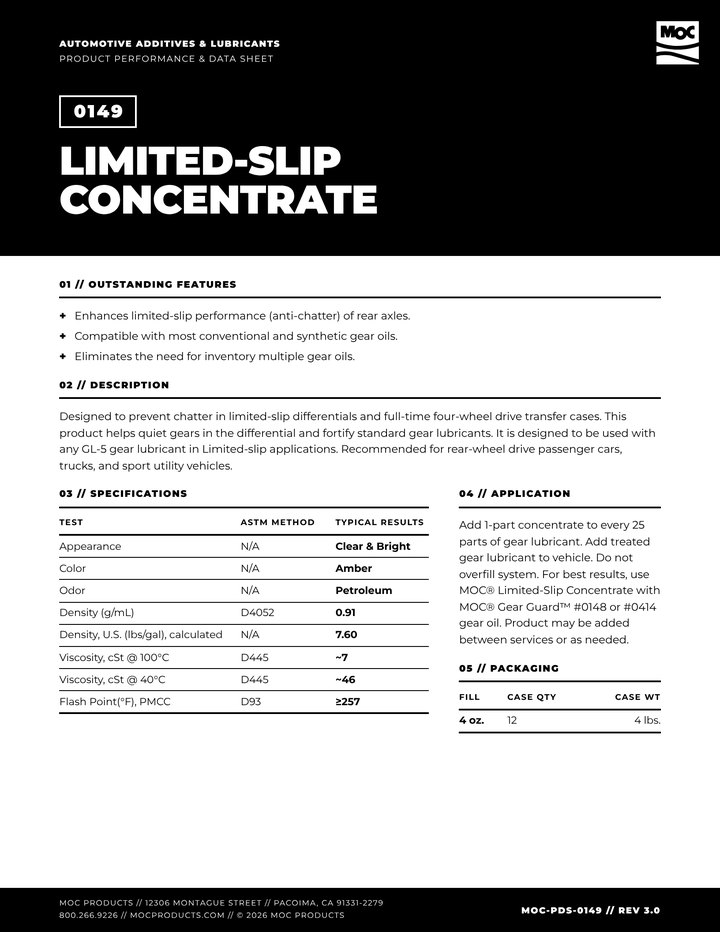 AUTOMOTIVE ADDITIVES & LUBRICANTS
PRODUCT PERFORMANCE & DATA SHEET
MOC
0149
LIMITED-SLIP
CONCENTRATE
01 // OUTSTANDING FEATURES
+ Enhances limited-slip performance (anti-chatter) of rear axles.
+ Compatible with most conventional and synthetic gear oils.
+ Eliminates the need for inventory multiple gear oils.
02 // DESCRIPTION
Designed to prevent chatter in limited-slip differentials and full-time four-wheel drive transfer cases. This
product helps quiet gears in the differential and fortify standard gear lubricants. It is designed to be used with
any GL-5 gear lubricant in Limited-slip applications. Recommended for rear-wheel drive passenger cars,
trucks, and sport utility vehicles.
03 // SPECIFICATIONS
TEST ASTM METHOD TYPICAL RESULTS
Appearance N/A Clear & Bright
Color N/A Amber
Odor N/A Petroleum
Density (g/mL) D4052 0.91
Density, U.S. (lbs/gal), calculated N/A 7.60
Viscosity, cSt @ 100°C D445 ~7
Viscosity, cSt @ 40°C D445 ~46
Flash Point(°F), PMCC D93 ≥257
04 // APPLICATION
Add 1-part concentrate to every 25
parts of gear lubricant. Add treated
gear lubricant to vehicle. Do not
overfill system. For best results, use
MOC® Limited-Slip Concentrate with
MOC® Gear Guard™ #0148 or #0414
gear oil. Product may be added
between services or as needed.
05 // PACKAGING
FILL CASE QTY CASE WT
4 oz. 12 4 lbs.
MOC PRODUCTS // 12306 MONTAGUE STREET // PACOIMA, CA 91331-2279
800.266.9226 // MOCPRODUCTS.COM // © 2026 MOC PRODUCTS
MOC-PDS-0149 // REV 3.0